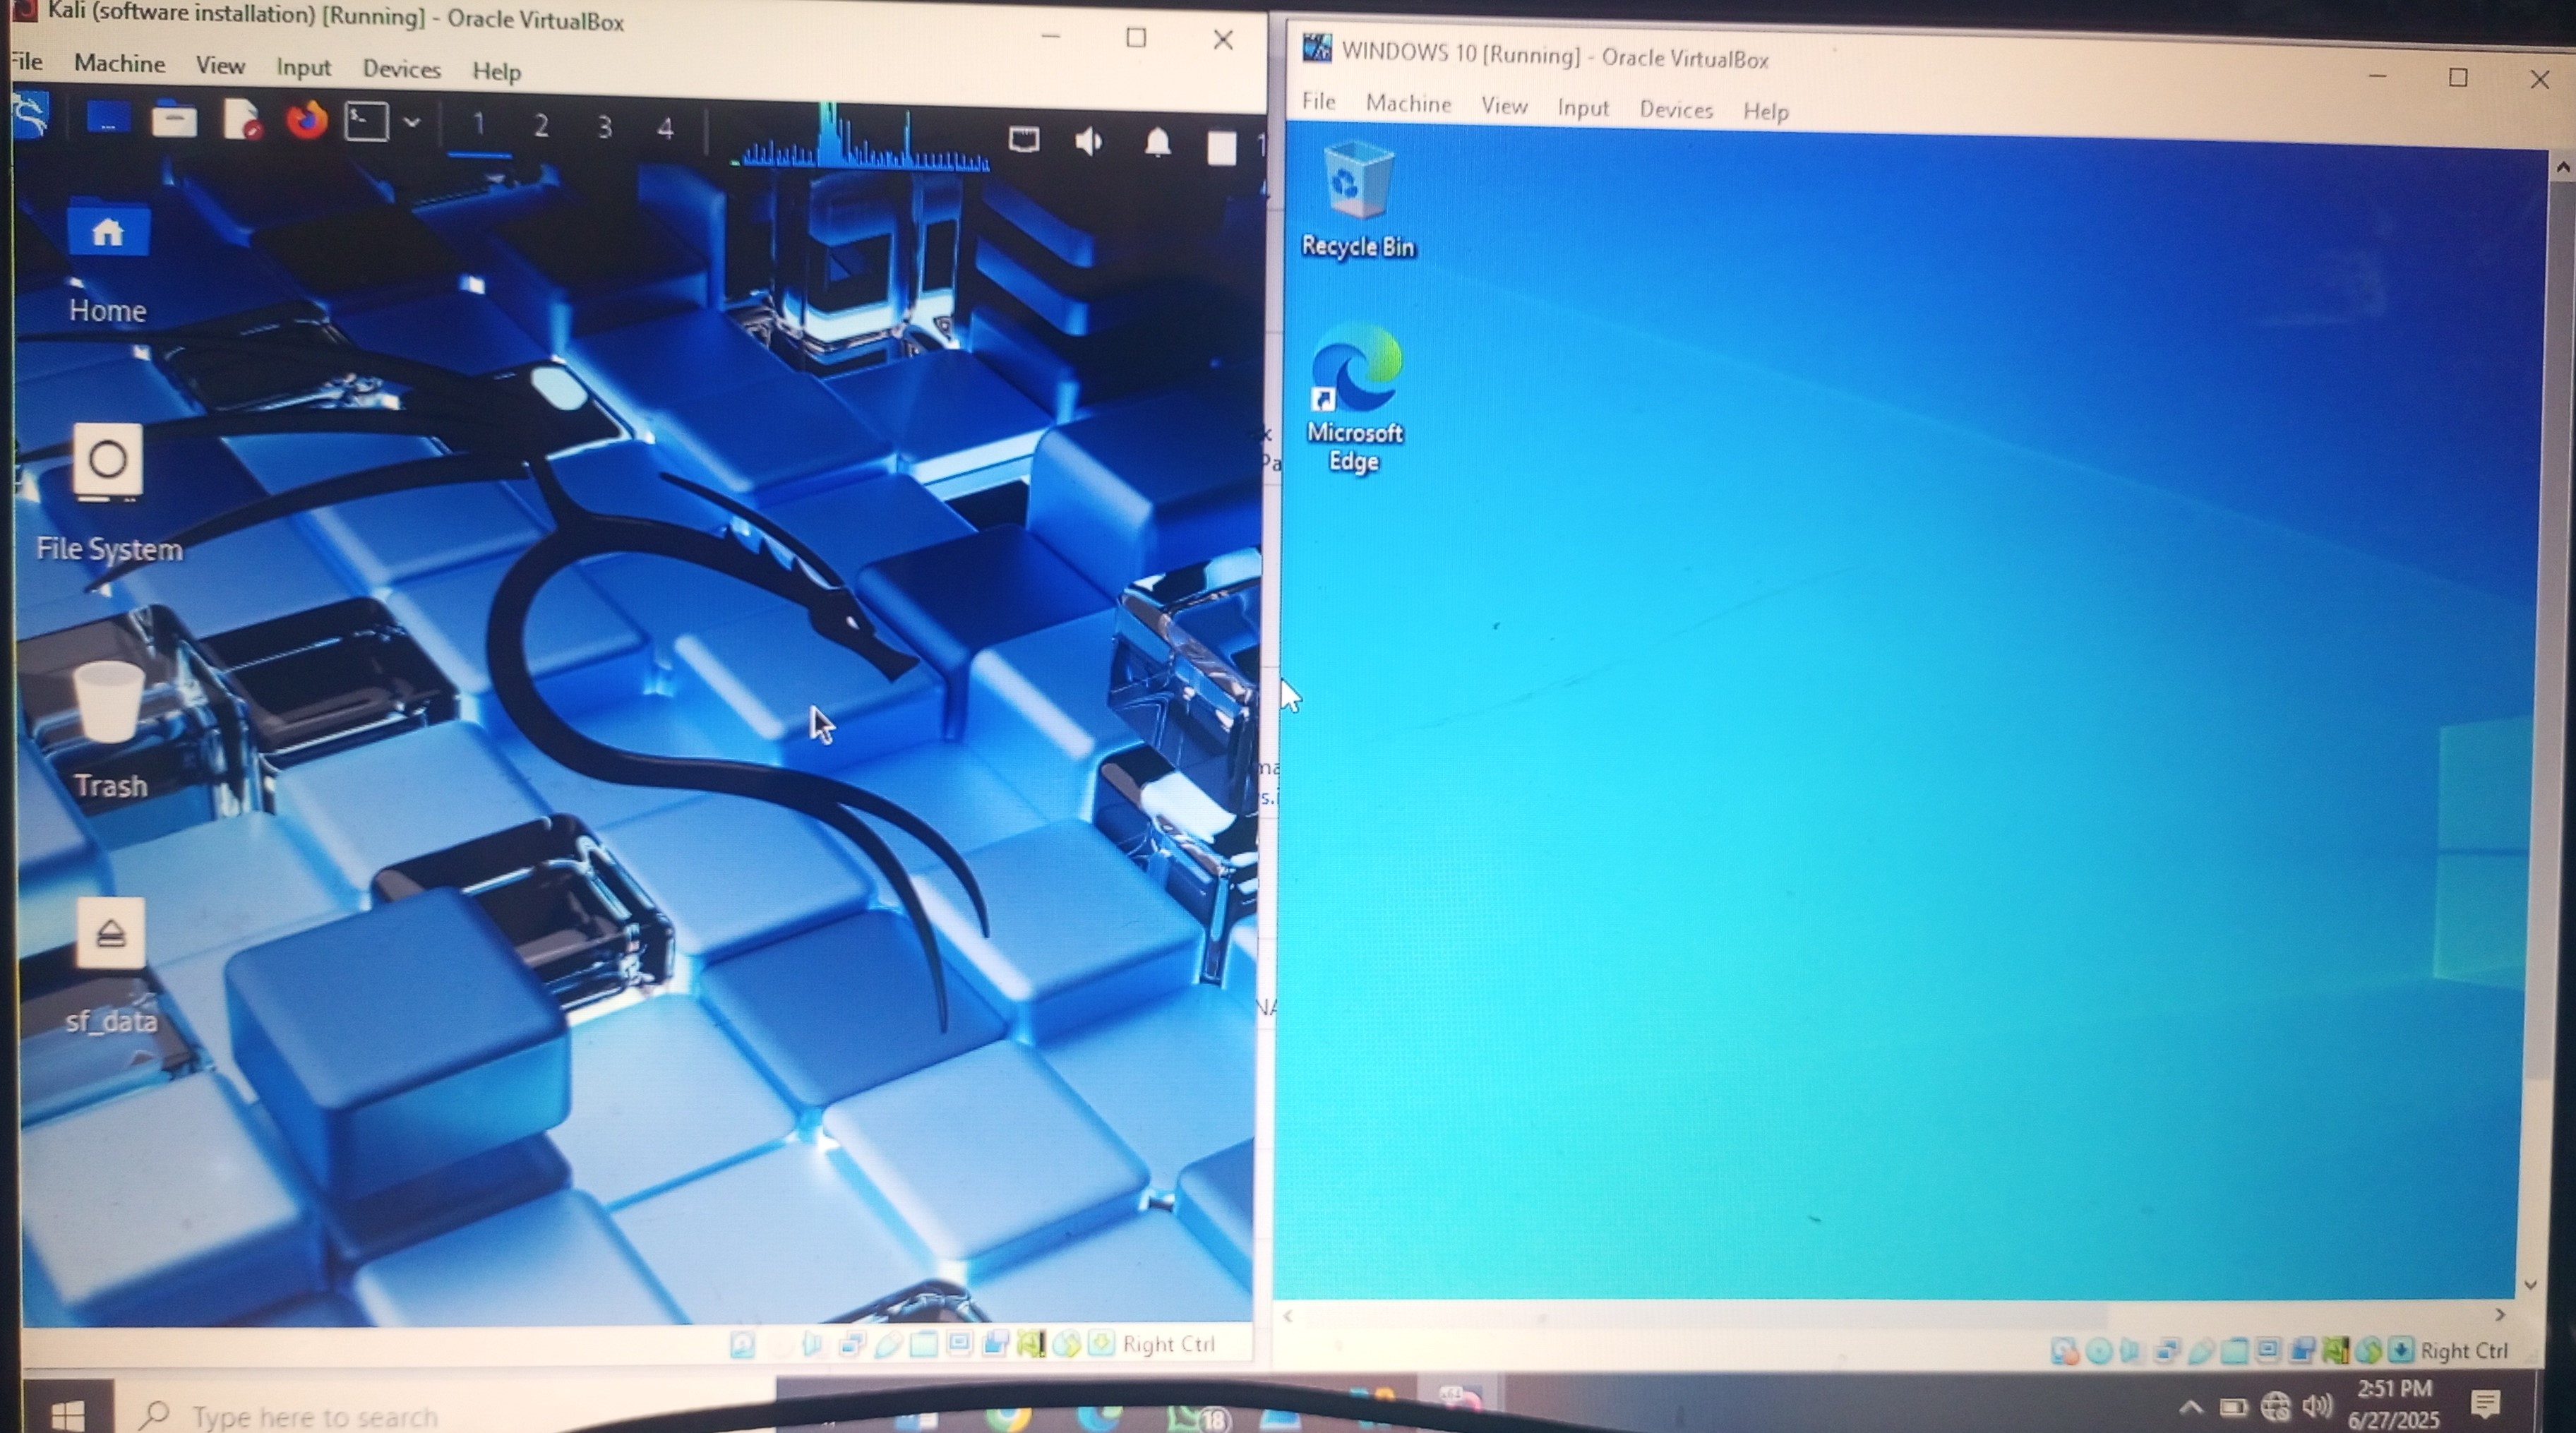 Kali (software installation) [Running] - Oracle VirtualBox
File Machine View Input Devices Help
1 2 3 4
Home
File System
Trash
sf_data
Right Ctrl
WINDOWS 10 [Running] - Oracle VirtualBox
File Machine View Input Devices Help
Recycle Bin
Microsoft
Edge
Right Ctrl
Type here to search
18
x64
2:51 PM
6/27/2025